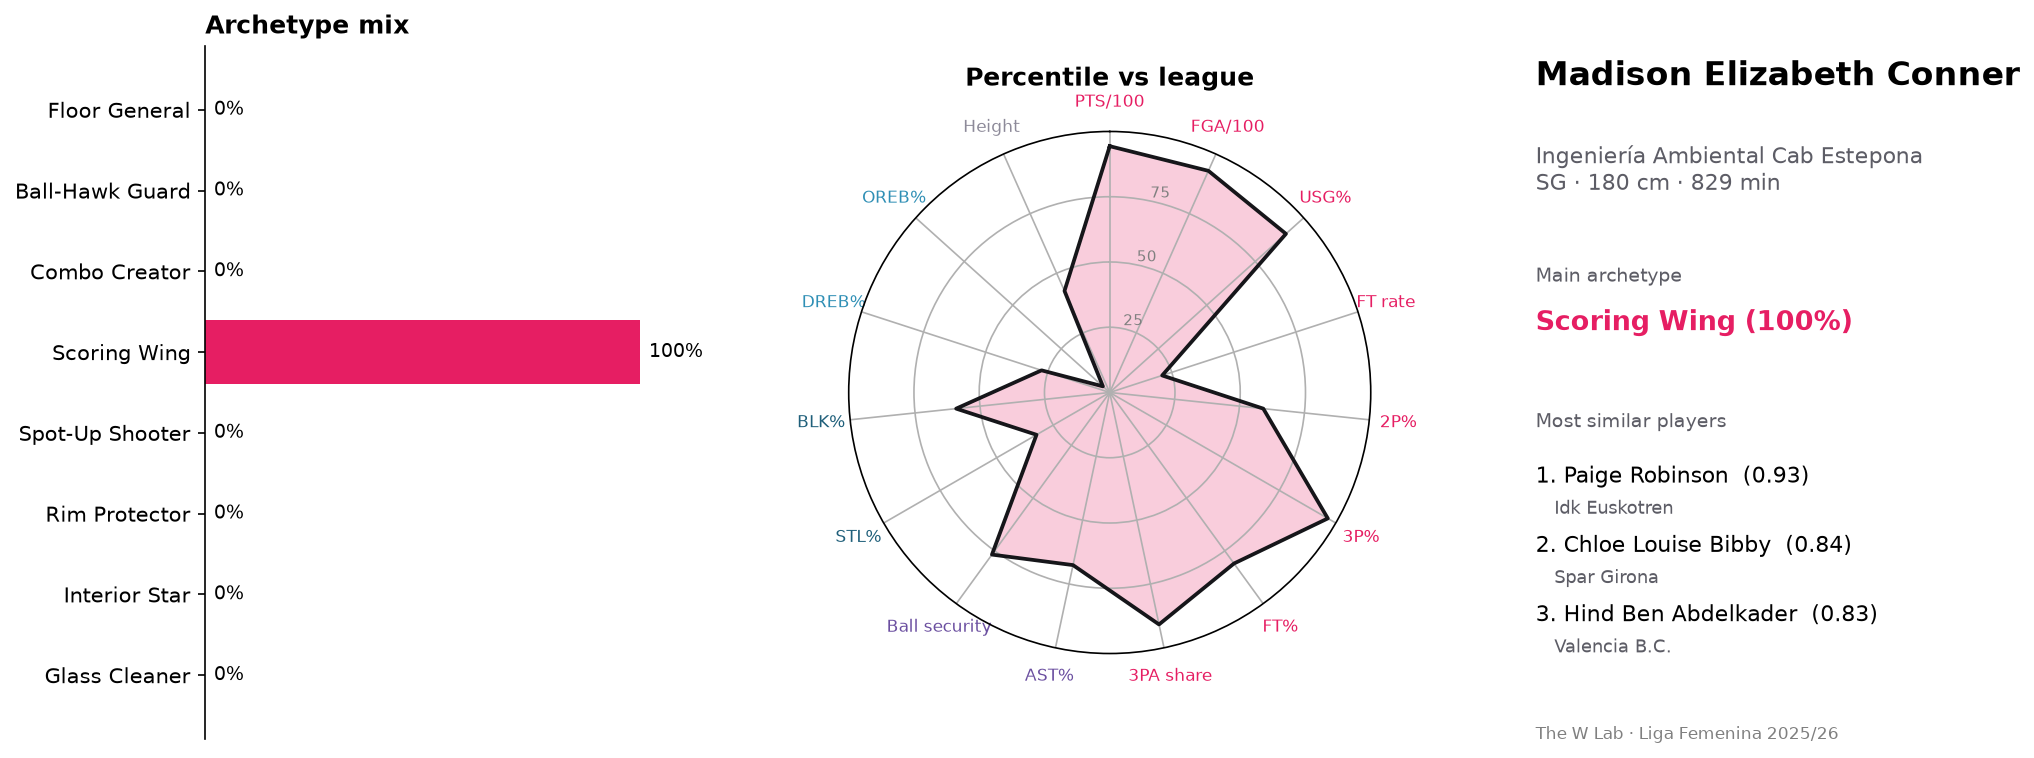 Archetype mix
Floor General 0%
Ball-Hawk Guard 0%
Combo Creator 0%
Scoring Wing 100%
Spot-Up Shooter 0%
Rim Protector 0%
Interior Star 0%
Glass Cleaner 0%
Percentile vs league
PTS/100
FGA/100
USG%
FT rate
2P%
3P%
FT%
3PA share
AST%
Ball security
STL%
BLK%
DREB%
OREB%
Height
75
50
25
Madison Elizabeth Conner
Ingeniería Ambiental Cab Estepona
SG · 180 cm · 829 min
Main archetype
Scoring Wing (100%)
Most similar players
1. Paige Robinson (0.93)
Idk Euskotren
2. Chloe Louise Bibby (0.84)
Spar Girona
3. Hind Ben Abdelkader (0.83)
Valencia B.C.
The W Lab · Liga Femenina 2025/26